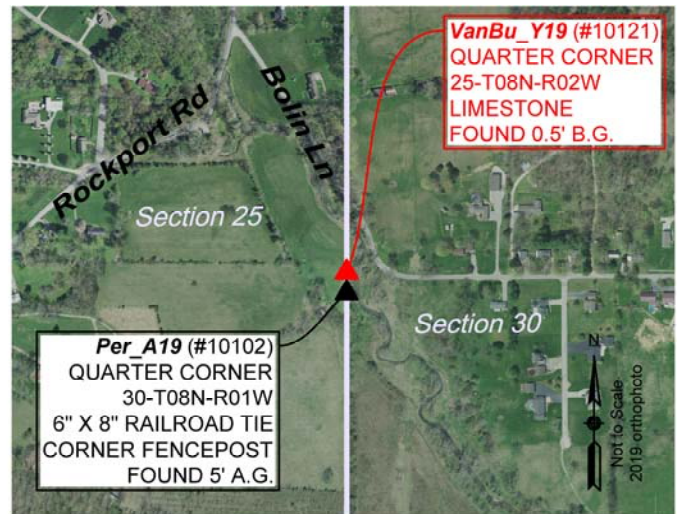 VanBu_Y19 (#10121)
QUARTER CORNER
25-T08N-R02W
LIMESTONE
FOUND 0.5' B.G.
Rockport Rd
Bolin Ln
Section 25
Section 30
Per_A19 (#10102)
QUARTER CORNER
30-T08N-R01W
6" X 8" RAILROAD TIE
CORNER FENCEPOST
FOUND 5' A.G.
N
Not to Scale
2019 orthophoto